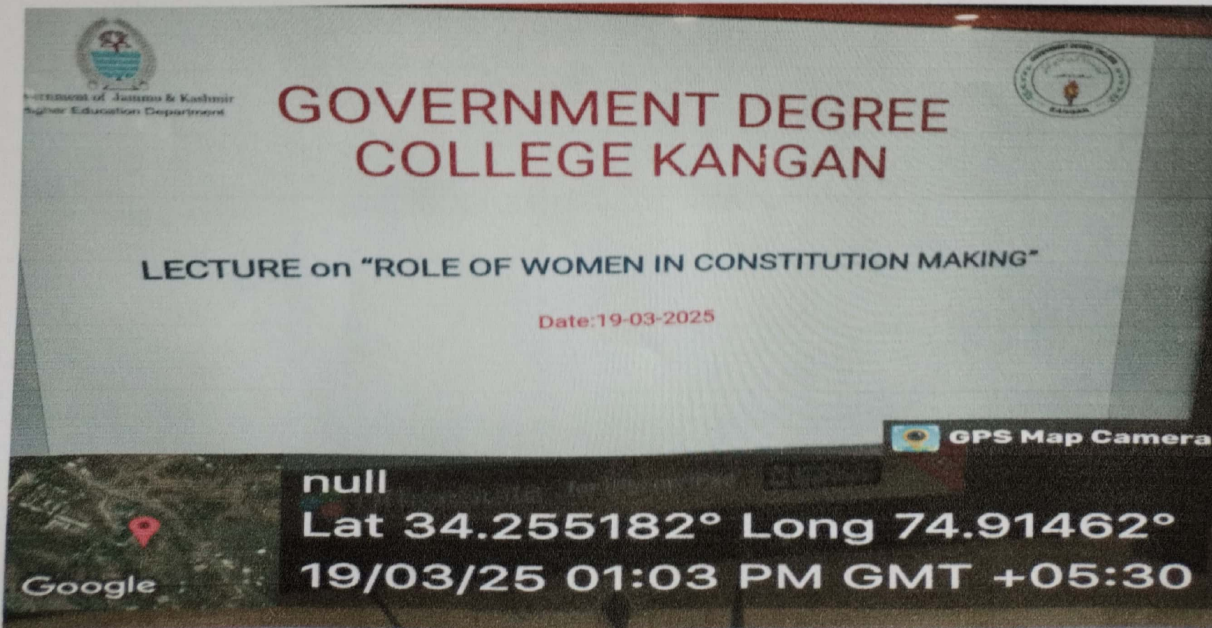 ernment of Jammu & Kashmir
gher Education Department
GOVERNMENT DEGREE
COLLEGE KANGAN
KANGAN
LECTURE on “ROLE OF WOMEN IN CONSTITUTION MAKING”
Date:19-03-2025
GPS Map Camera
null
Lat 34.255182° Long 74.91462°
19/03/25 01:03 PM GMT +05:30
Google